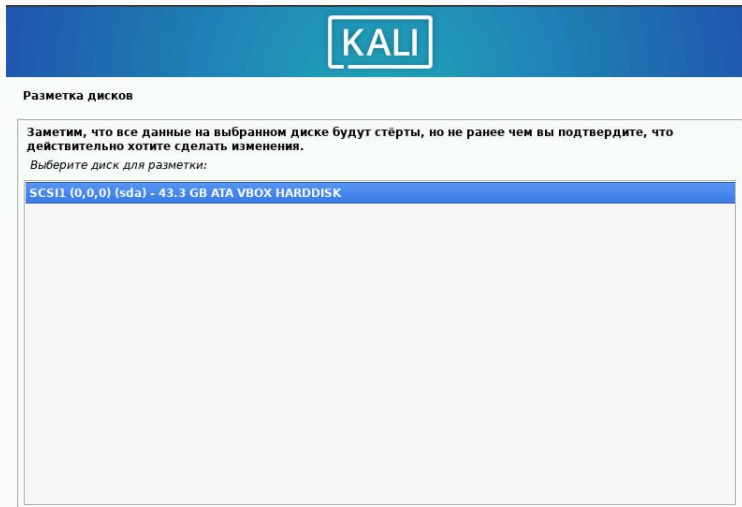 KALI
Разметка дисков
Заметим, что все данные на выбранном диске будут стёрты, но не ранее чем вы подтвердите, что
действительно хотите сделать изменения.
Выберите диск для разметки:
SCSI1 (0,0,0) (sda) - 43.3 GB ATA VBOX HARDDISK